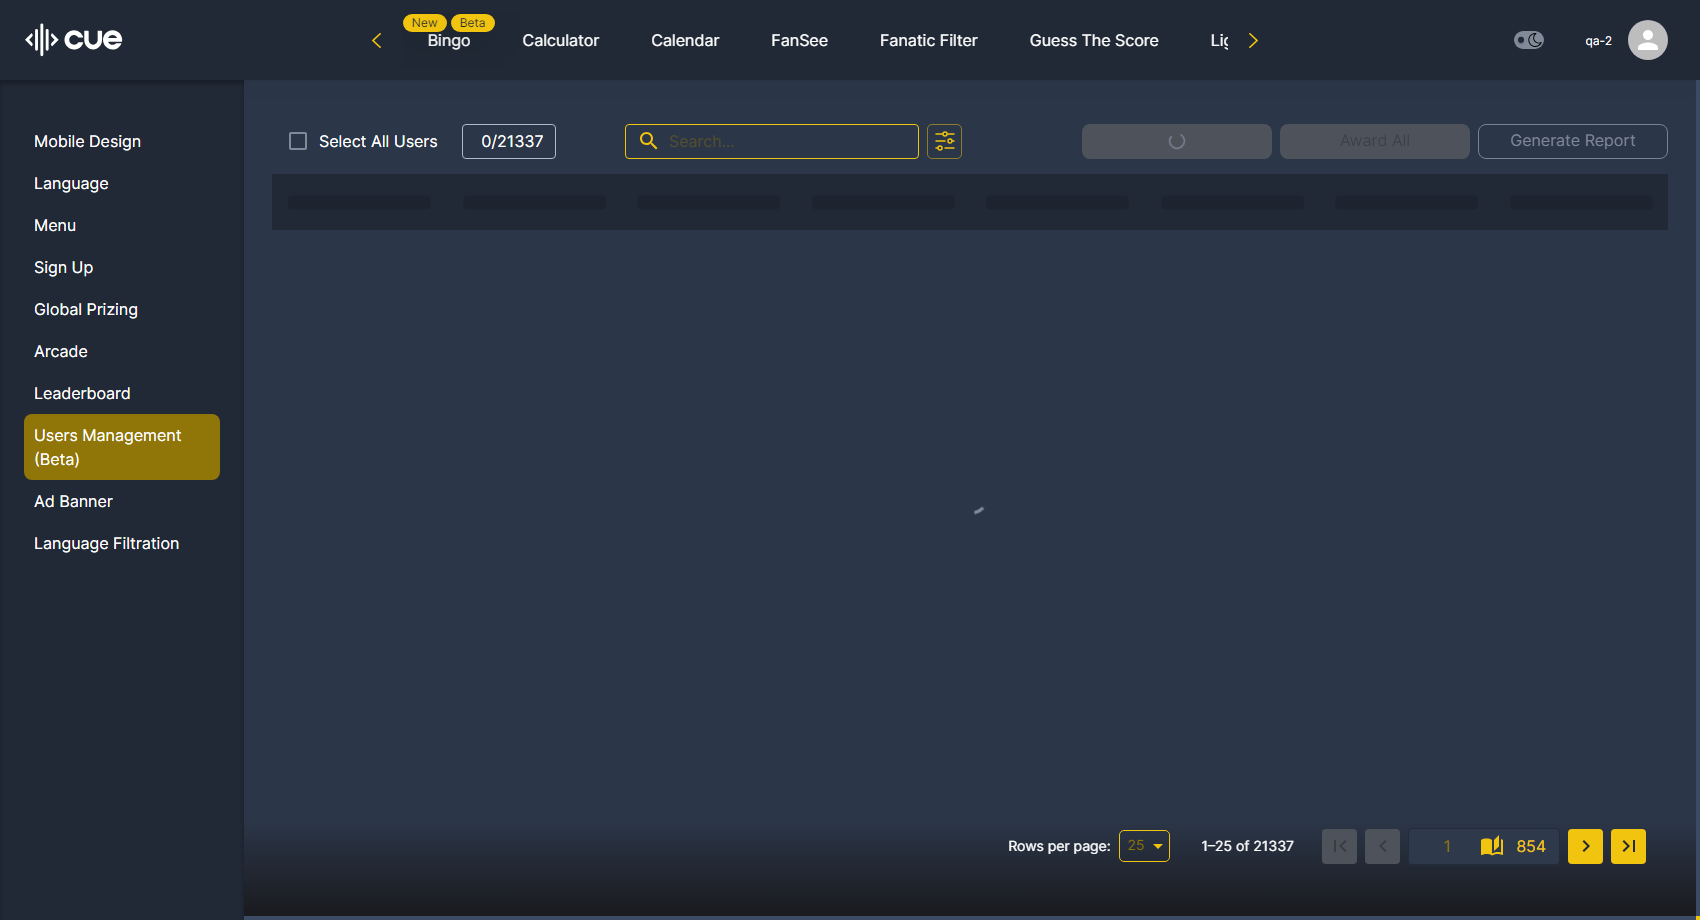 cue
New Beta
Bingo Calculator Calendar FanSee Fanatic Filter Guess The Score
qa-2
Mobile Design
Language
Menu
Sign Up
Global Prizing
Arcade
Leaderboard
Users Management
(Beta)
Ad Banner
Language Filtration
Select All Users 0/21337 Search... Award All Generate Report
Rows per page: 25 1–25 of 21337 1 854